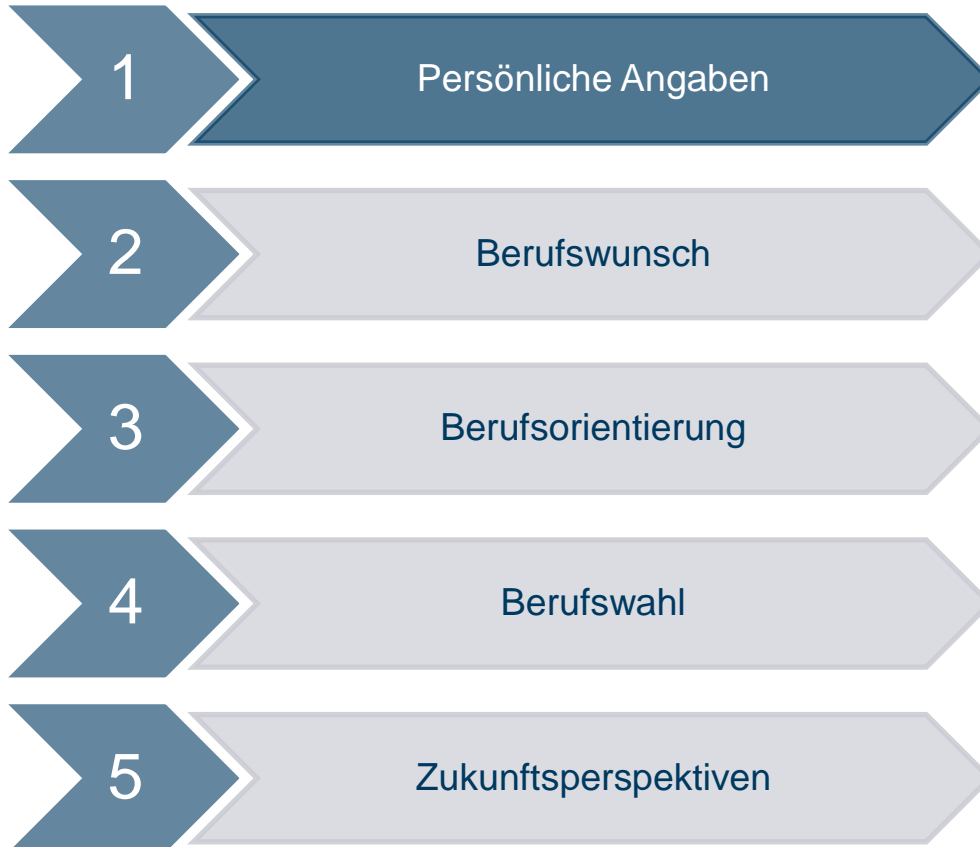 1
Persönliche Angaben
2
Berufswunsch
3
Berufsorientierung
4
Berufswahl
5
Zukunftsperspektiven